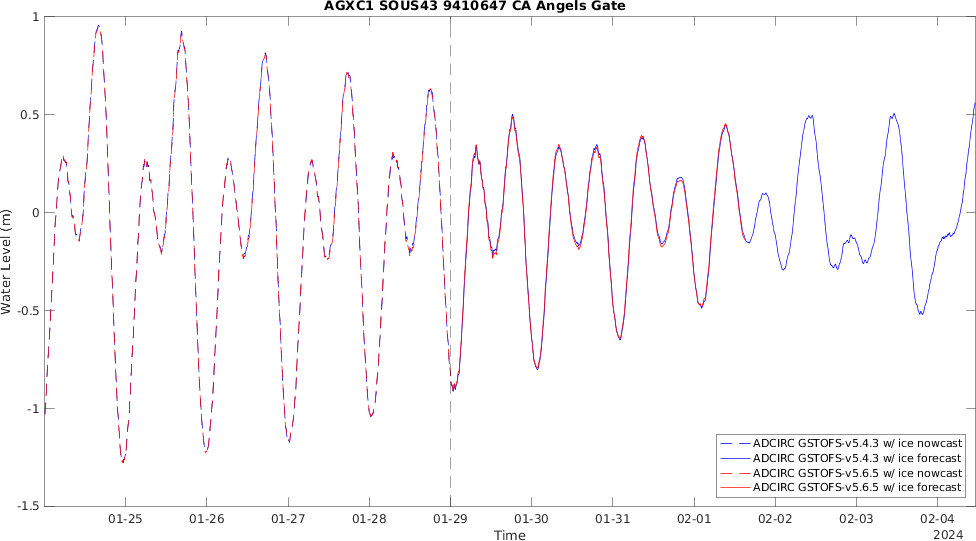 AGXC1 SOUS43 9410647 CA Angels Gate
1
0.5
0
-0.5
-1
-1.5
Water Level (m)
01-25 01-26 01-27 01-28 01-29 01-30 01-31 02-01 02-02 02-03 02-04
Time
2024
ADCIRC GSTOFS-v5.4.3 w/ ice nowcast
ADCIRC GSTOFS-v5.4.3 w/ ice forecast
ADCIRC GSTOFS-v5.6.5 w/ ice nowcast
ADCIRC GSTOFS-v5.6.5 w/ ice forecast